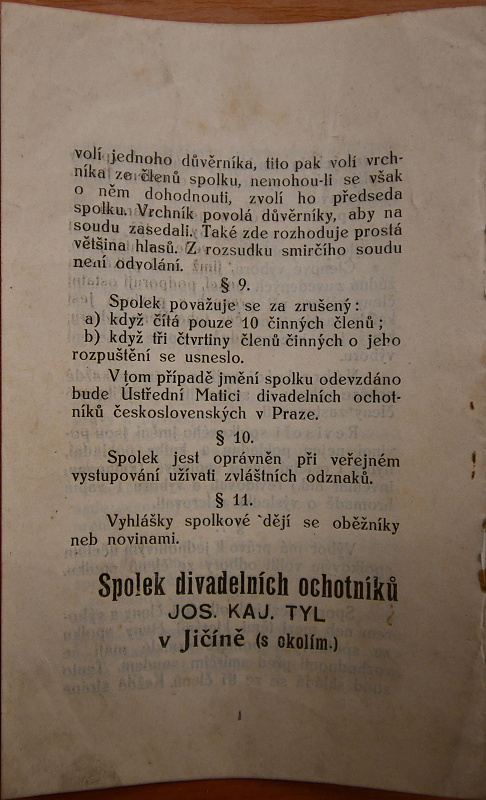 volí jednoho důvěrníka, tito pak volí vrch-
níka ze členů spolku, nemohou-li se však
o něm dohodnouti, zvolí ho předseda
spolku. Vrchník povolá důvěrníky, aby na
soudu zasedali. Také zde rozhoduje prostá
většina hlasů. Z rozsudku smírčího soudu
není odvolání.
§ 9.
Spolek považuje se za zrušený:
a) když čítá pouze 10 činných členů;
b) když tři čtvrtiny členů činných o jeho
rozpuštění se usneslo.
V tom případě jmění spolku odevzdáno
bude Ústřední Matici divadelních ochot-
níků československých v Praze.
§ 10.
Spolek jest oprávněn při veřejném
vystupování užívati zvláštních odznaků.
§ 11.
Vyhlášky spolkové dějí se oběžníky
neb novinami.
Spolek divadelních ochotníků
JOS. KAJ. TYL
v Jičíně (s okolím.)